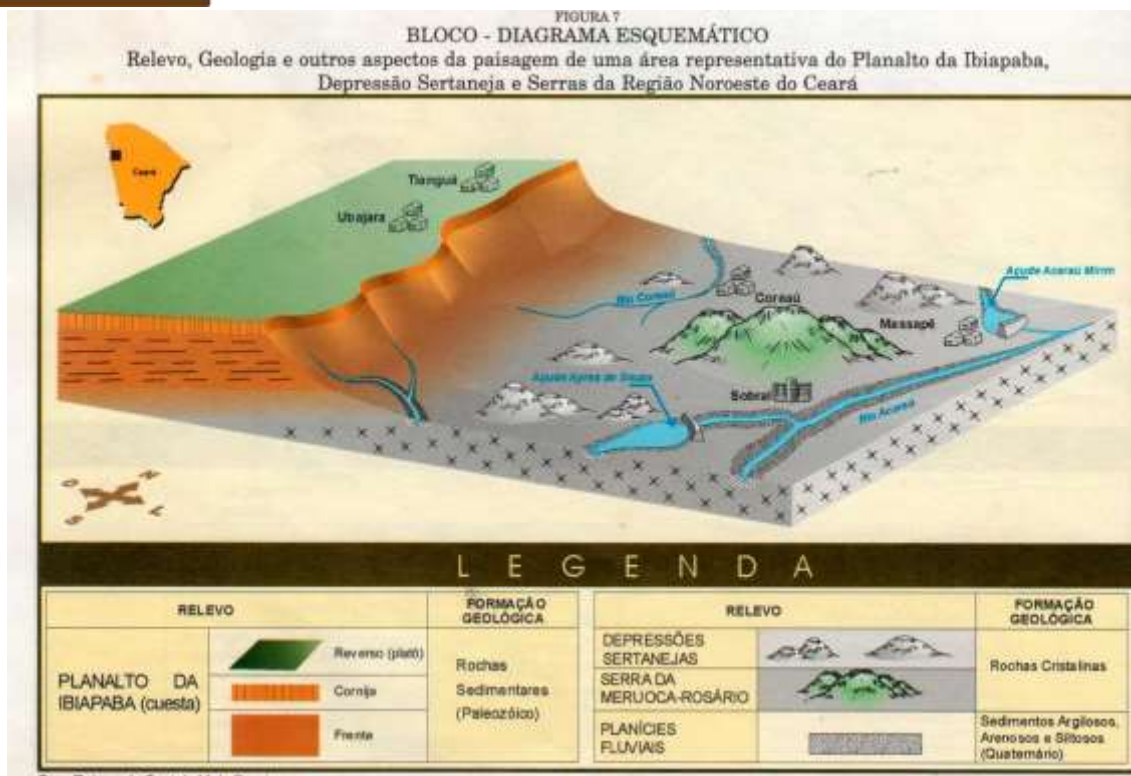 FIGURA 7
BLOCO - DIAGRAMA ESQUEMÁTICO
Relevo, Geologia e outros aspectos da paisagem de uma área representativa do Planalto da Ibiapaba,
Depressão Sertaneja e Serras da Região Noroeste do Ceará
Ceará
Tianguá
Ubajara
Rio Coreaú
Coreaú
Açude Acaraú Mirim
Massapê
Açude Ayres de Souza
Sobral
Rio Acaraú
O
N
S
L
LEGENDA
RELEVO
FORMAÇÃO
GEOLÓGICA
PLANALTO DA
IBIAPABA (cuesta)
Reverso (platô)
Cornija
Frente
Rochas
Sedimentares
(Paleozóico)
RELEVO
FORMAÇÃO
GEOLÓGICA
DEPRESSÕES
SERTANEJAS
SERRA DA
MERUOCA-ROSÁRIO
Rochas Cristalinas
PLANÍCIES
FLUVIAIS
Sedimentos Argilosos,
Arenosos e Siltosos
(Quaternário)